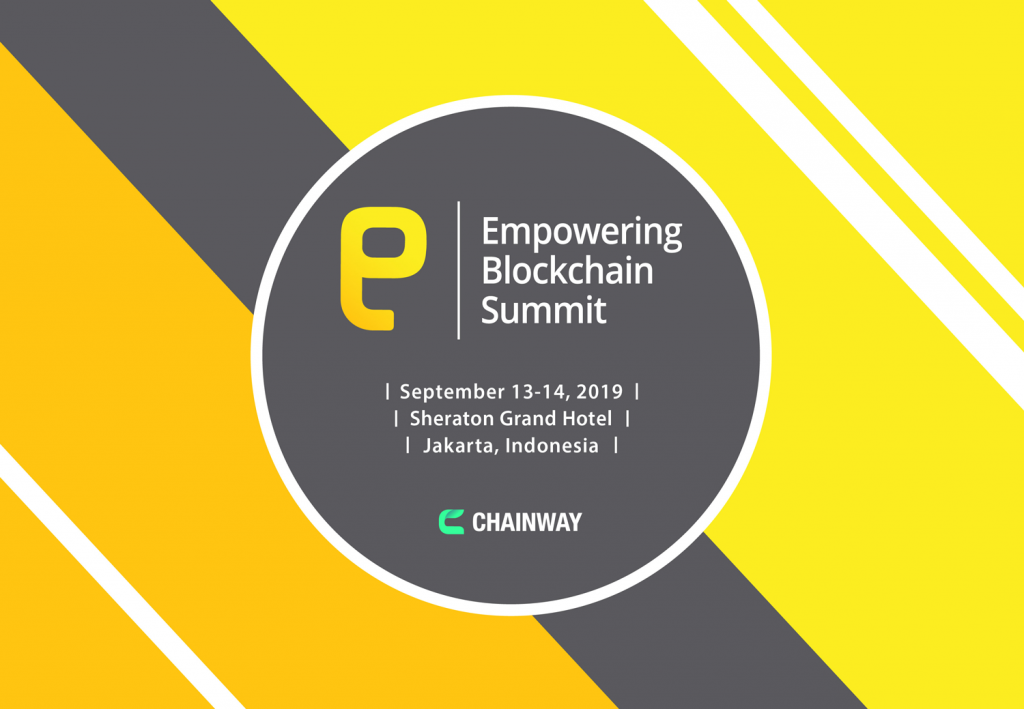 Empowering
Blockchain
Summit
| September 13-14, 2019 |
| Sheraton Grand Hotel |
| Jakarta, Indonesia |
CHAINWAY